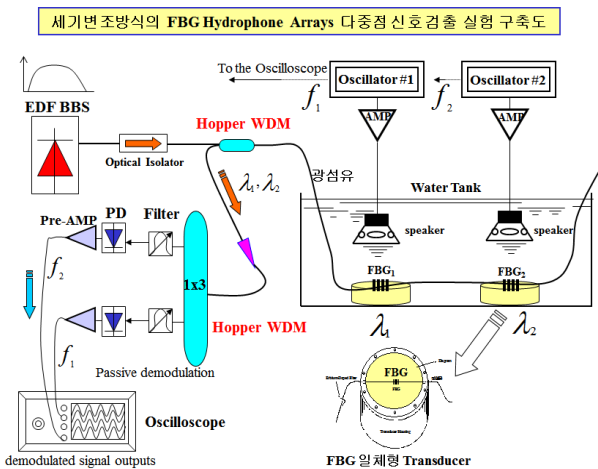 세기변조방식의 FBG Hydrophone Arrays 다중점 신호검출 실험 구축도
To the Oscilloscope
f1
Oscillator #1
f2
Oscillator #2
EDF BBS
AMP
AMP
Hopper WDM
Optical Isolator
광섬유
Water Tank
λ1, λ2
speaker
speaker
Pre-AMP
PD
Filter
FBG1
FBG2
f2
1x3
Hopper WDM
λ1
λ2
f1
Passive demodulation
FBG
FBG
Oscilloscope
demodulated signal outputs
FBG 일체형 Transducer